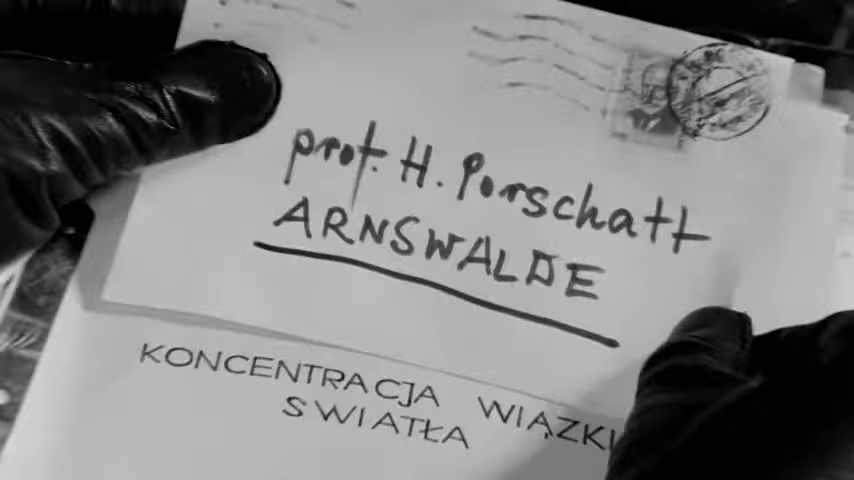 prof. H. Porschatt
ARNSWALDE
KONCENTRACJA WIĄZKI
ŚWIATŁA